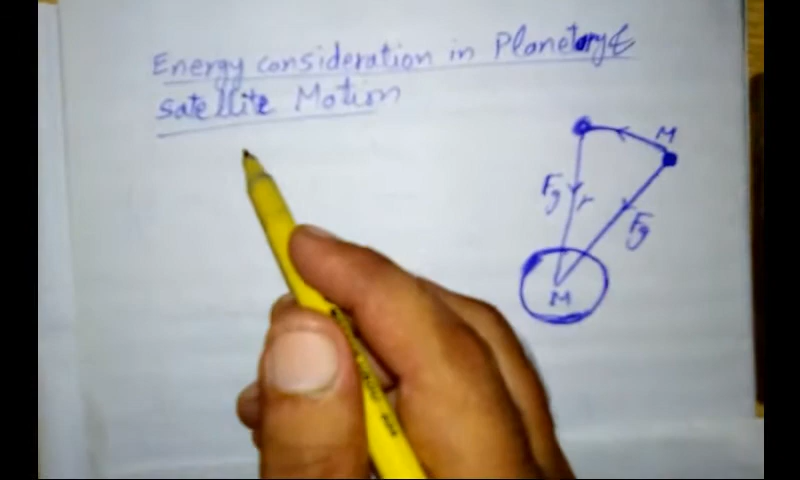 Energy consideration in Planetary &
satellite Motion
M
Fg r
Fg
M